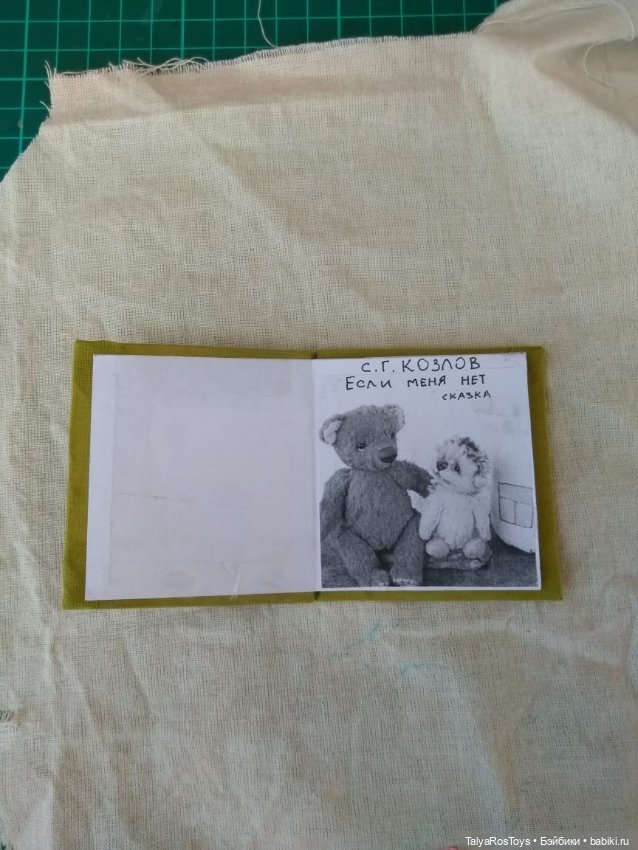 С.Г. КОЗЛОВ
ЕСЛИ МЕНЯ НЕТ
СКАЗКА
TalyaRosToys • Бэйбики • babiki.ru